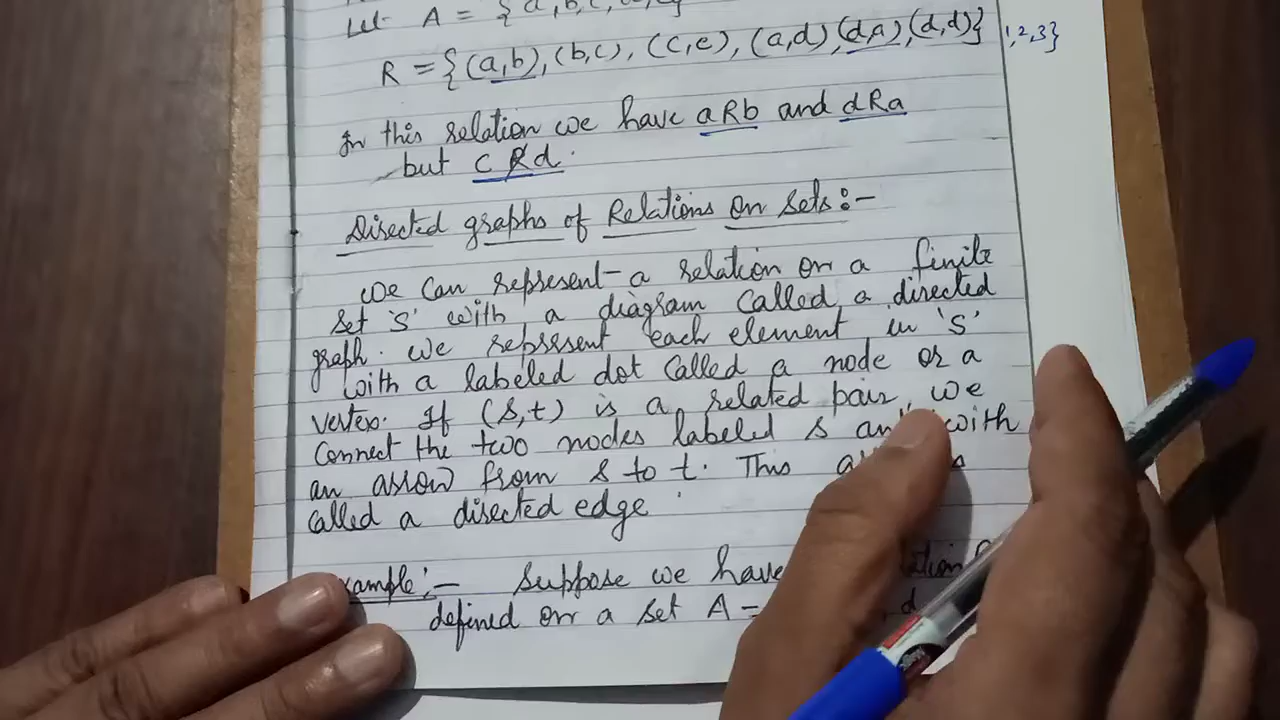 Let A = {a, b, c,
R = {(a,b), (b,c), (c,e), (a,d), (d,a), (d,d)} 1,2,3}
In this relation we have aRb and dRa
but c R̸ d.
Directed graphs of Relations on Sets:-
We can represent a relation on a finite
set 'S' with a diagram called a directed
graph. We represent each element in 'S'
with a labeled dot called a node or a
vertex. If (s,t) is a related pair, we
connect the two nodes labeled s with
an arrow from s to t. This
called a directed edge
Example:- Suppose we have
defined on a set A =